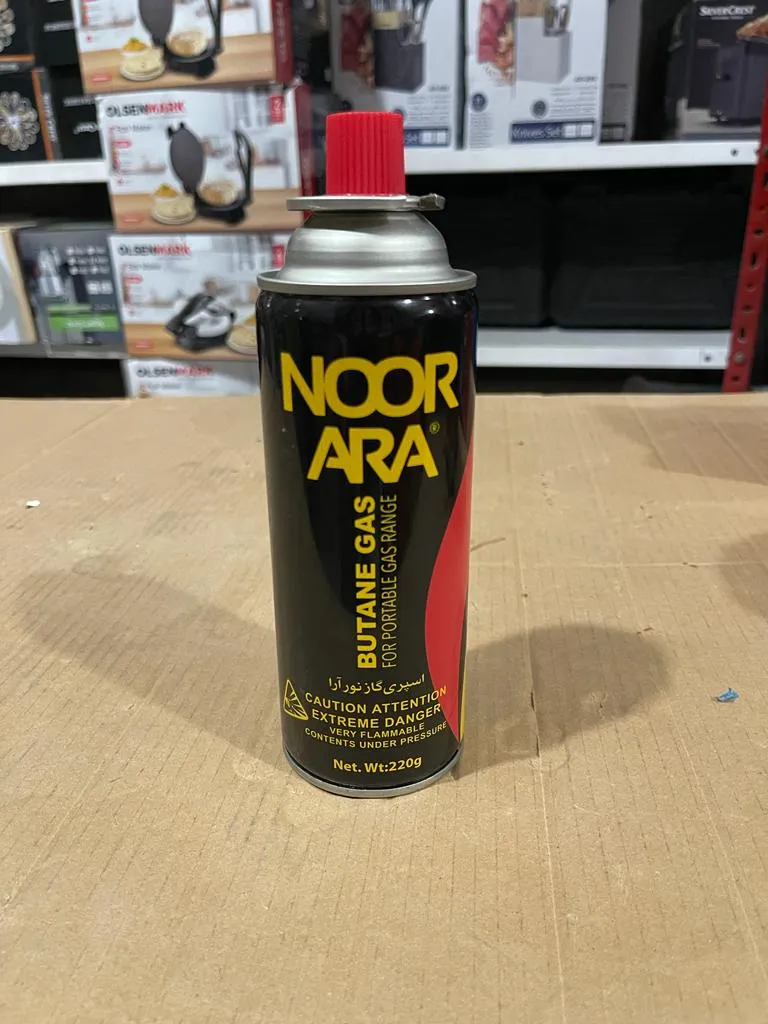 SILVERCREST
OLSENMARK
Knives Set
OLSENMARK
OLSENMARK
NOOR
ARA®
BUTANE GAS
FOR PORTABLE GAS RANGE
اسپری گاز نور آرا
CAUTION ATTENTION
EXTREME DANGER
VERY FLAMMABLE
CONTENTS UNDER PRESSURE
Net. Wt:220g